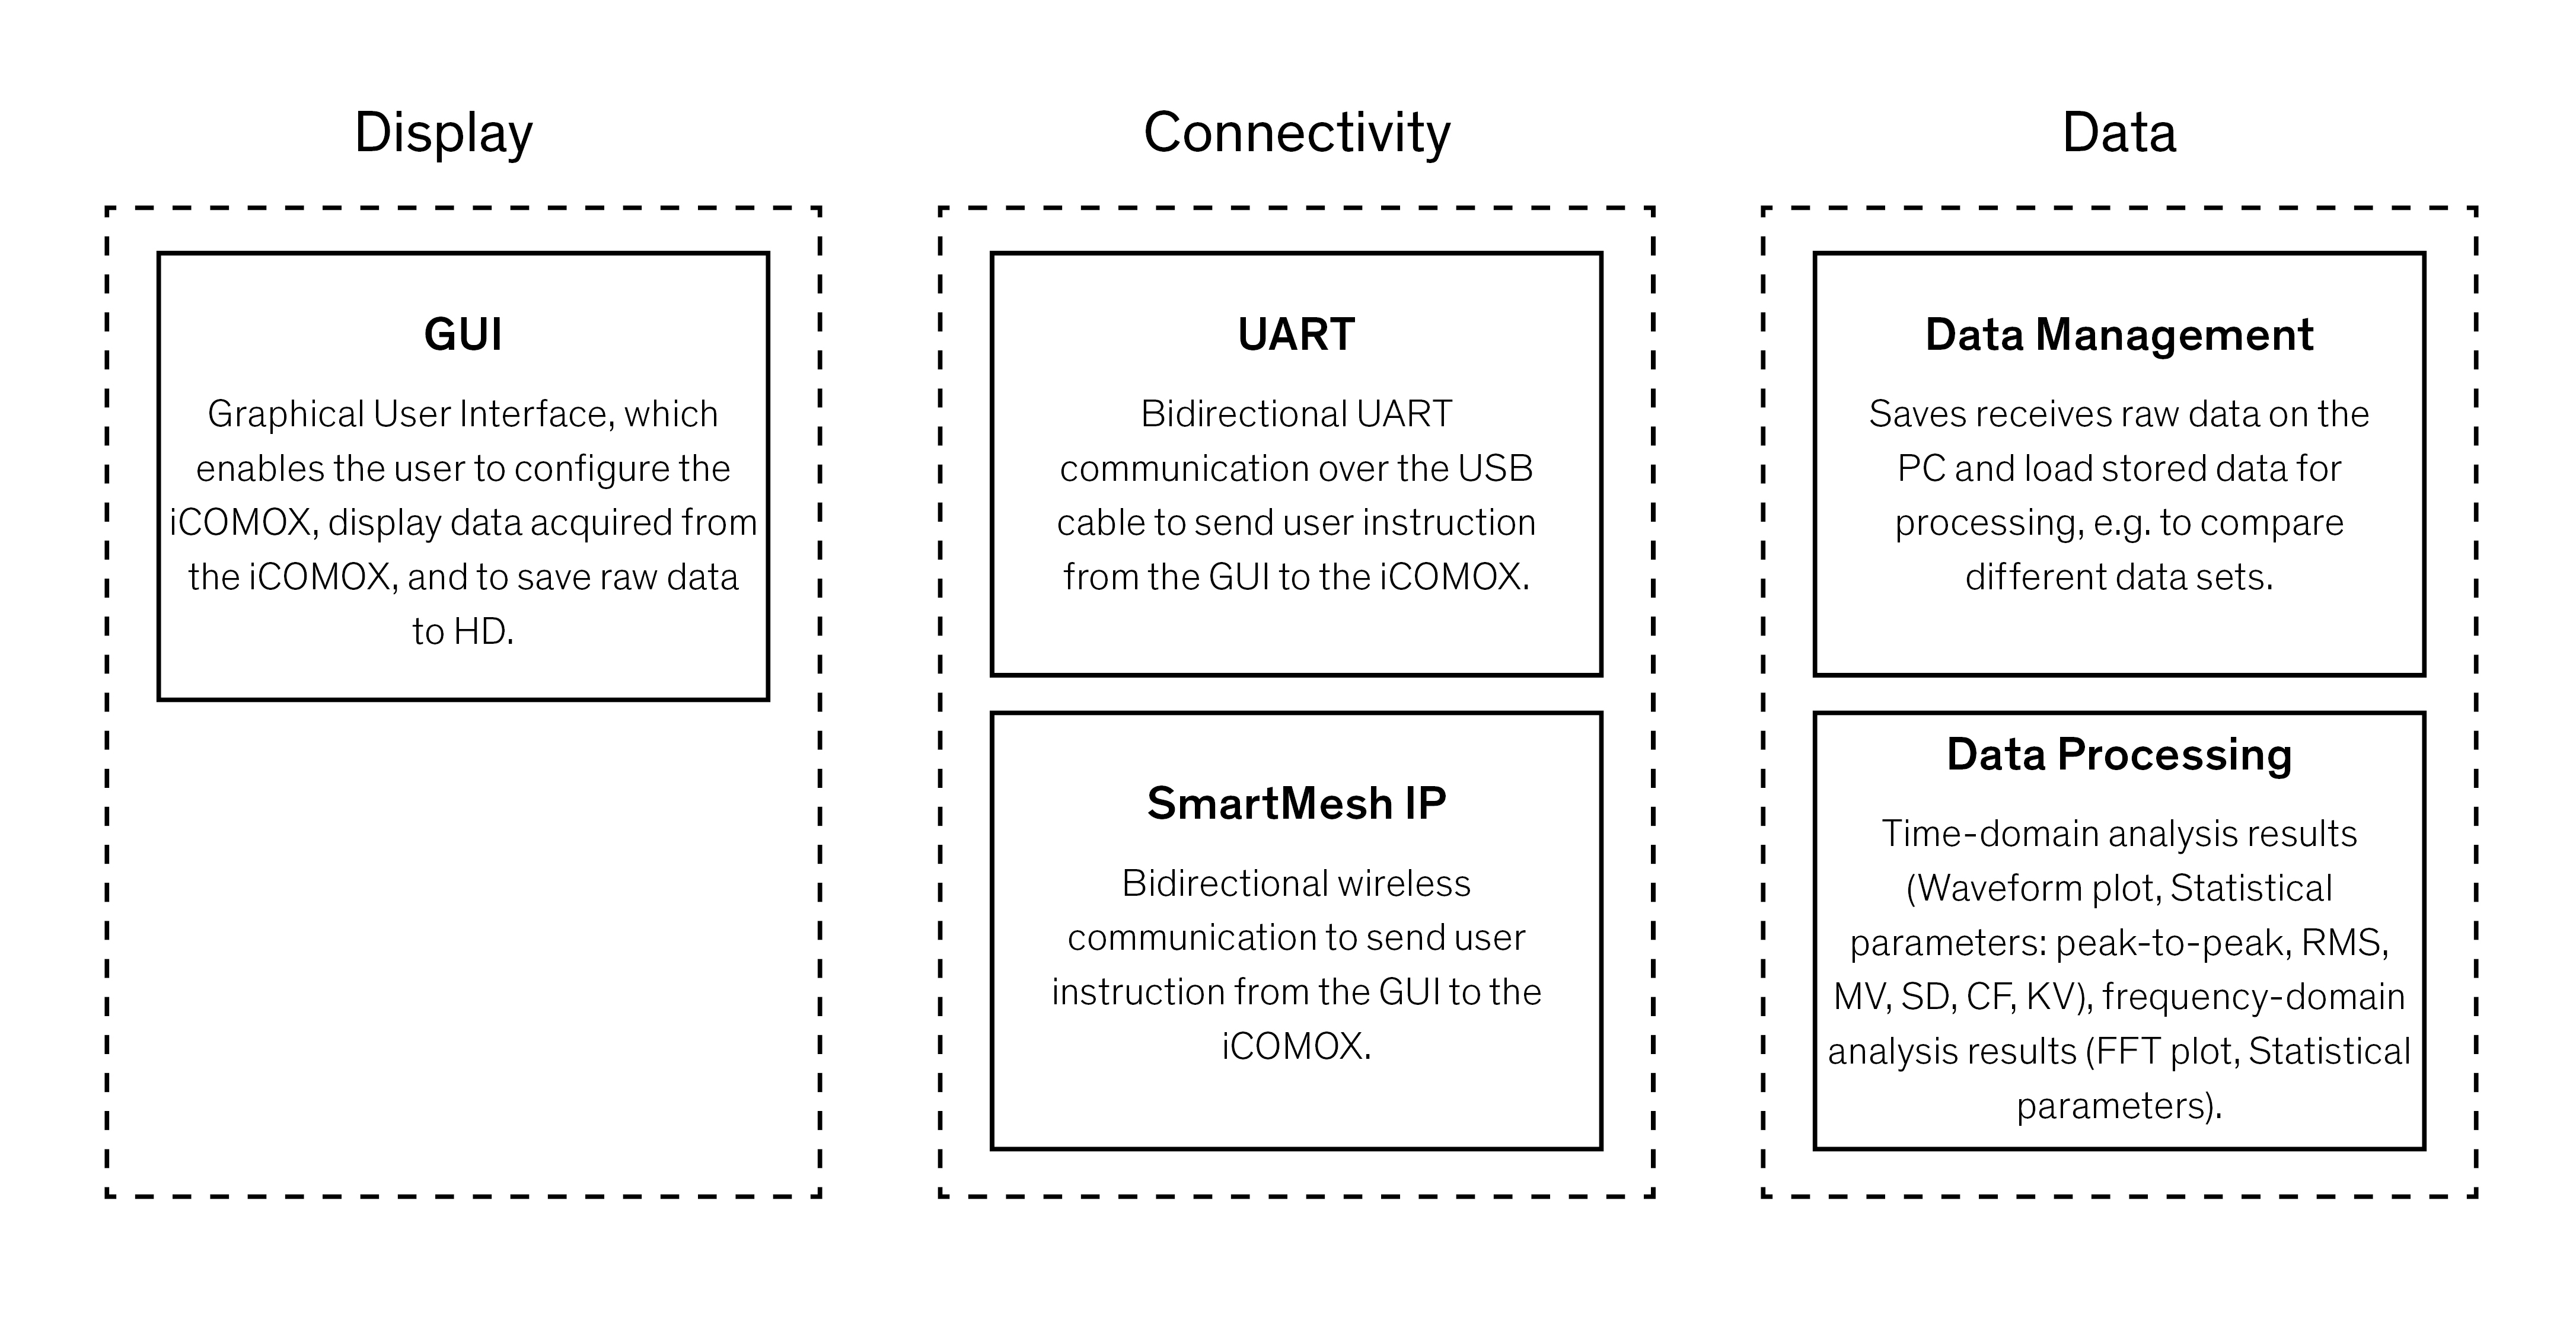 Display
GUI
Graphical User Interface, which
enables the user to configure the
iCOMOX, display data acquired from
the iCOMOX, and to save raw data
to HD.
Connectivity
UART
Bidirectional UART
communication over the USB
cable to send user instruction
from the GUI to the iCOMOX.
SmartMesh IP
Bidirectional wireless
communication to send user
instruction from the GUI to the
iCOMOX.
Data
Data Management
Saves receives raw data on the
PC and load stored data for
processing, e.g. to compare
different data sets.
Data Processing
Time-domain analysis results
(Waveform plot, Statistical
parameters: peak-to-peak, RMS,
MV, SD, CF, KV), frequency-domain
analysis results (FFT plot, Statistical
parameters).